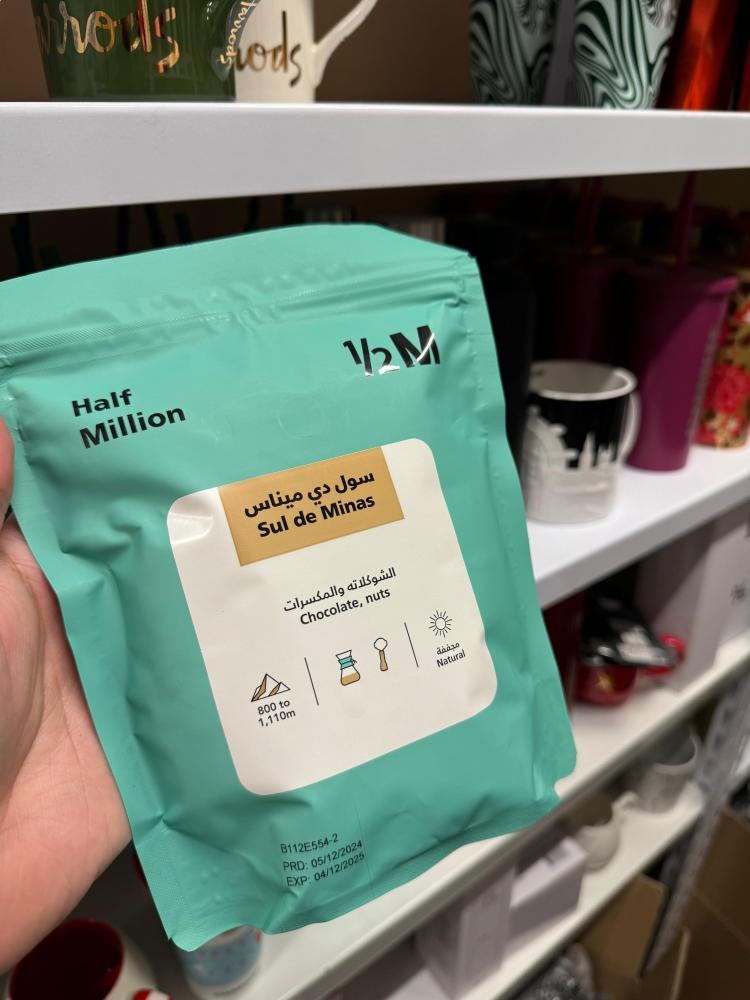 Half
Million
½M
سول دي ميناس
Sul de Minas
الشوكلاته والمكسرات
Chocolate, nuts
800 to
1,110m
مجففة
Natural
B112E554-2
PRD: 05/12/2024
EXP: 04/12/2025